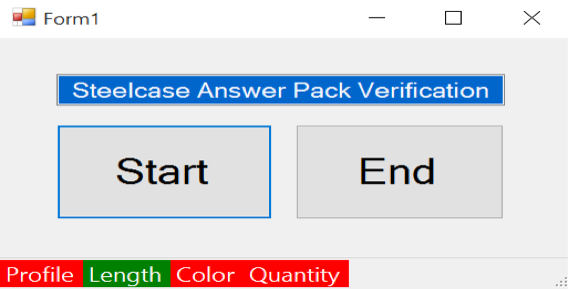 Form1
Steelcase Answer Pack Verification
Start End
Profile Length Color Quantity